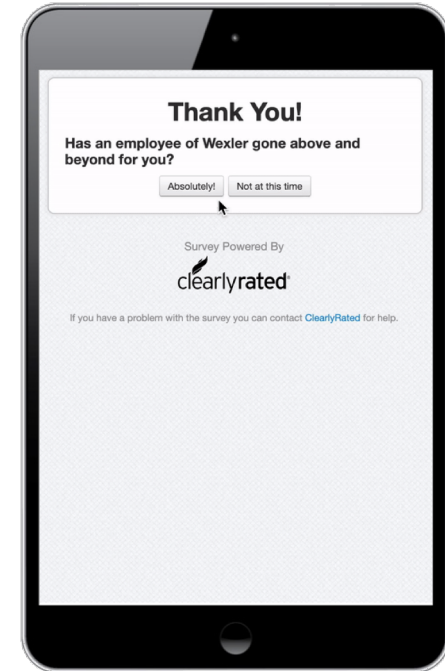 Thank You!
Has an employee of Wexler gone above and
beyond for you?
Absolutely! Not at this time
Survey Powered By
clearlyrated®
If you have a problem with the survey you can contact ClearlyRated for help.